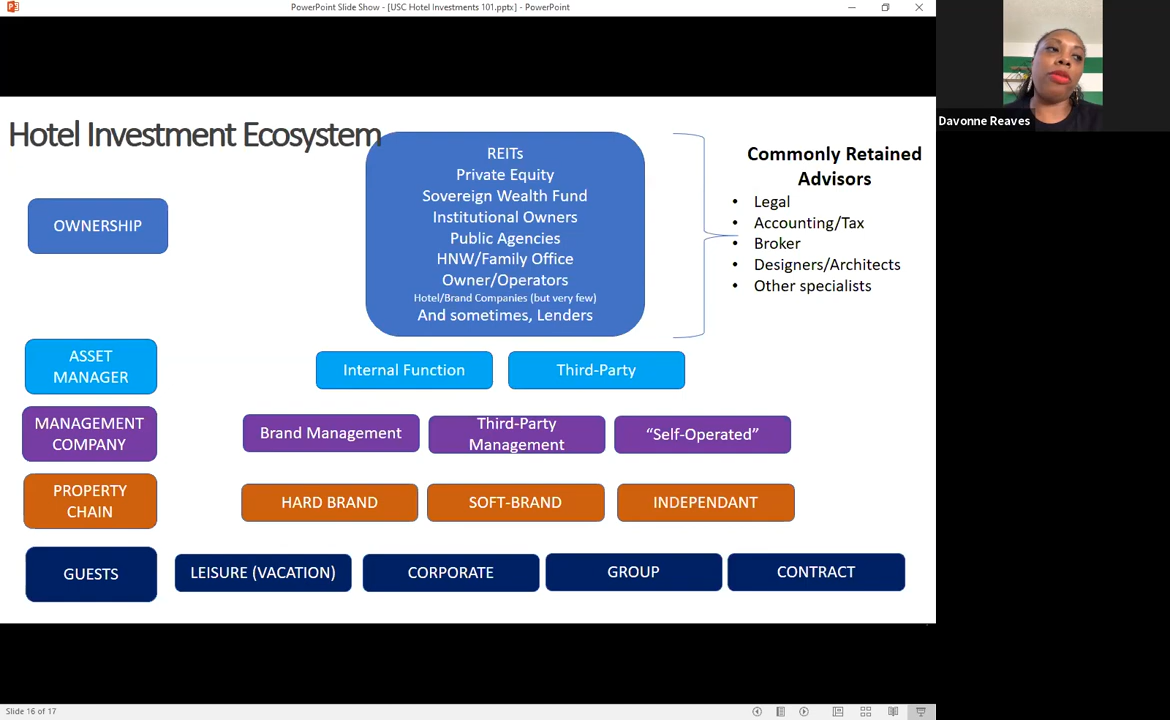 PowerPoint Slide Show - [USC Hotel Investments 101.pptx] - PowerPoint
Davonne Reaves
Hotel Investment Ecosystem
OWNERSHIP
REITs
Private Equity
Sovereign Wealth Fund
Institutional Owners
Public Agencies
HNW/Family Office
Owner/Operators
Hotel/Brand Companies (but very few)
And sometimes, Lenders
Commonly Retained
Advisors
• Legal
• Accounting/Tax
• Broker
• Designers/Architects
• Other specialists
ASSET
MANAGER
Internal Function
Third-Party
MANAGEMENT
COMPANY
Brand Management
Third-Party
Management
“Self-Operated”
PROPERTY
CHAIN
HARD BRAND
SOFT-BRAND
INDEPENDANT
GUESTS
LEISURE (VACATION)
CORPORATE
GROUP
CONTRACT
Slide 16 of 17